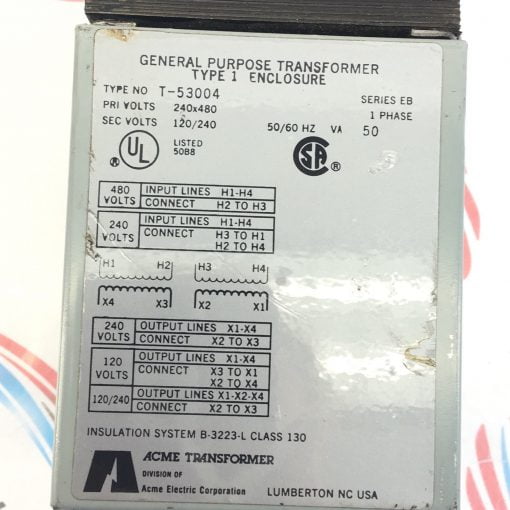 GENERAL PURPOSE TRANSFORMER
TYPE 1 ENCLOSURE
TYPE NO T-53004
SERIES EB
PRI VOLTS 240x480
1 PHASE
SEC VOLTS 120/240
50/60 HZ VA 50
UL
®
LISTED
50B8
SA
®
480 VOLTS INPUT LINES H1-H4
CONNECT H2 TO H3
240 VOLTS INPUT LINES H1-H4
CONNECT H3 TO H1
H2 TO H4
H1 H2 H3 H4
X4 X3 X2 X1
240 VOLTS OUTPUT LINES X1-X4
CONNECT X2 TO X3
120 VOLTS OUTPUT LINES X1-X4
CONNECT X3 TO X1
X2 TO X4
120/240 OUTPUT LINES X1-X2-X4
CONNECT X2 TO X3
INSULATION SYSTEM B-3223-L CLASS 130
ACME TRANSFORMER
DIVISION OF
Acme Electric Corporation
LUMBERTON NC USA